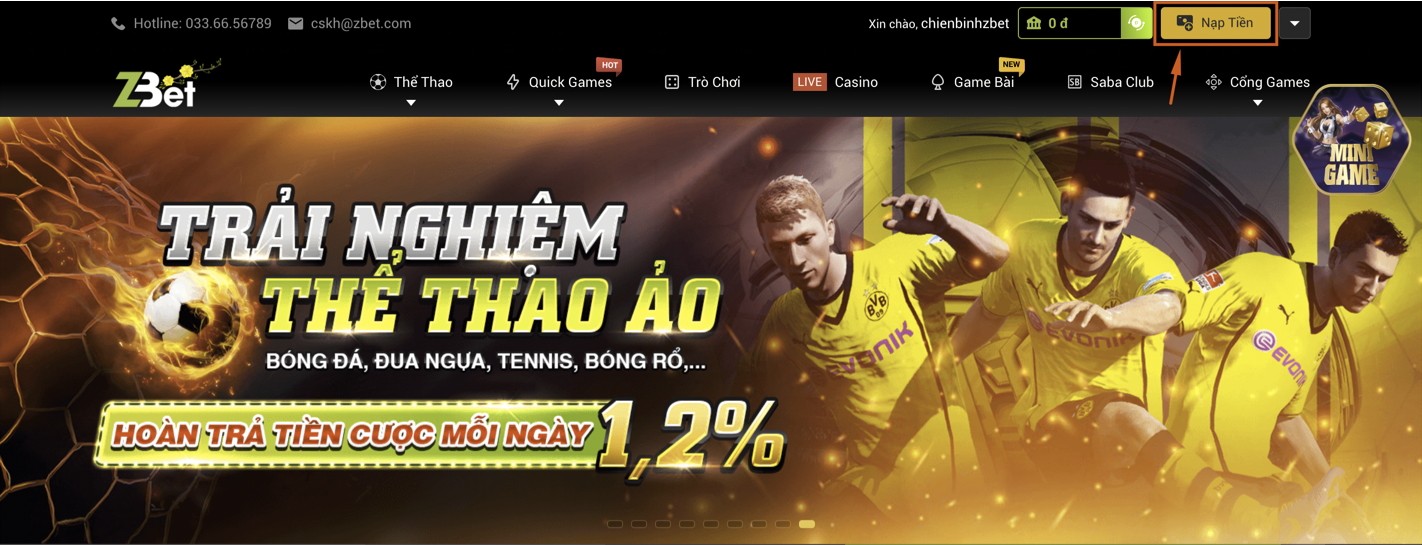 Hotline: 033.66.56789 cskh@zbet.com
Xin chào, chienbinhzbet 0 đ Nạp Tiền
HOT NEW
ZBet
Thể Thao Quick Games Trò Chơi LIVE Casino Game Bài SB Saba Club Cổng Games
MINI
GAME
TRẢI NGHIỆM
THỂ THAO ẢO
BÓNG ĐÁ, ĐUA NGỰA, TENNIS, BÓNG RỔ,...
HOÀN TRẢ TIỀN CƯỢC MỖI NGÀY 1,2%
BVB
09
EVONIK
EVONIK
EVONIK